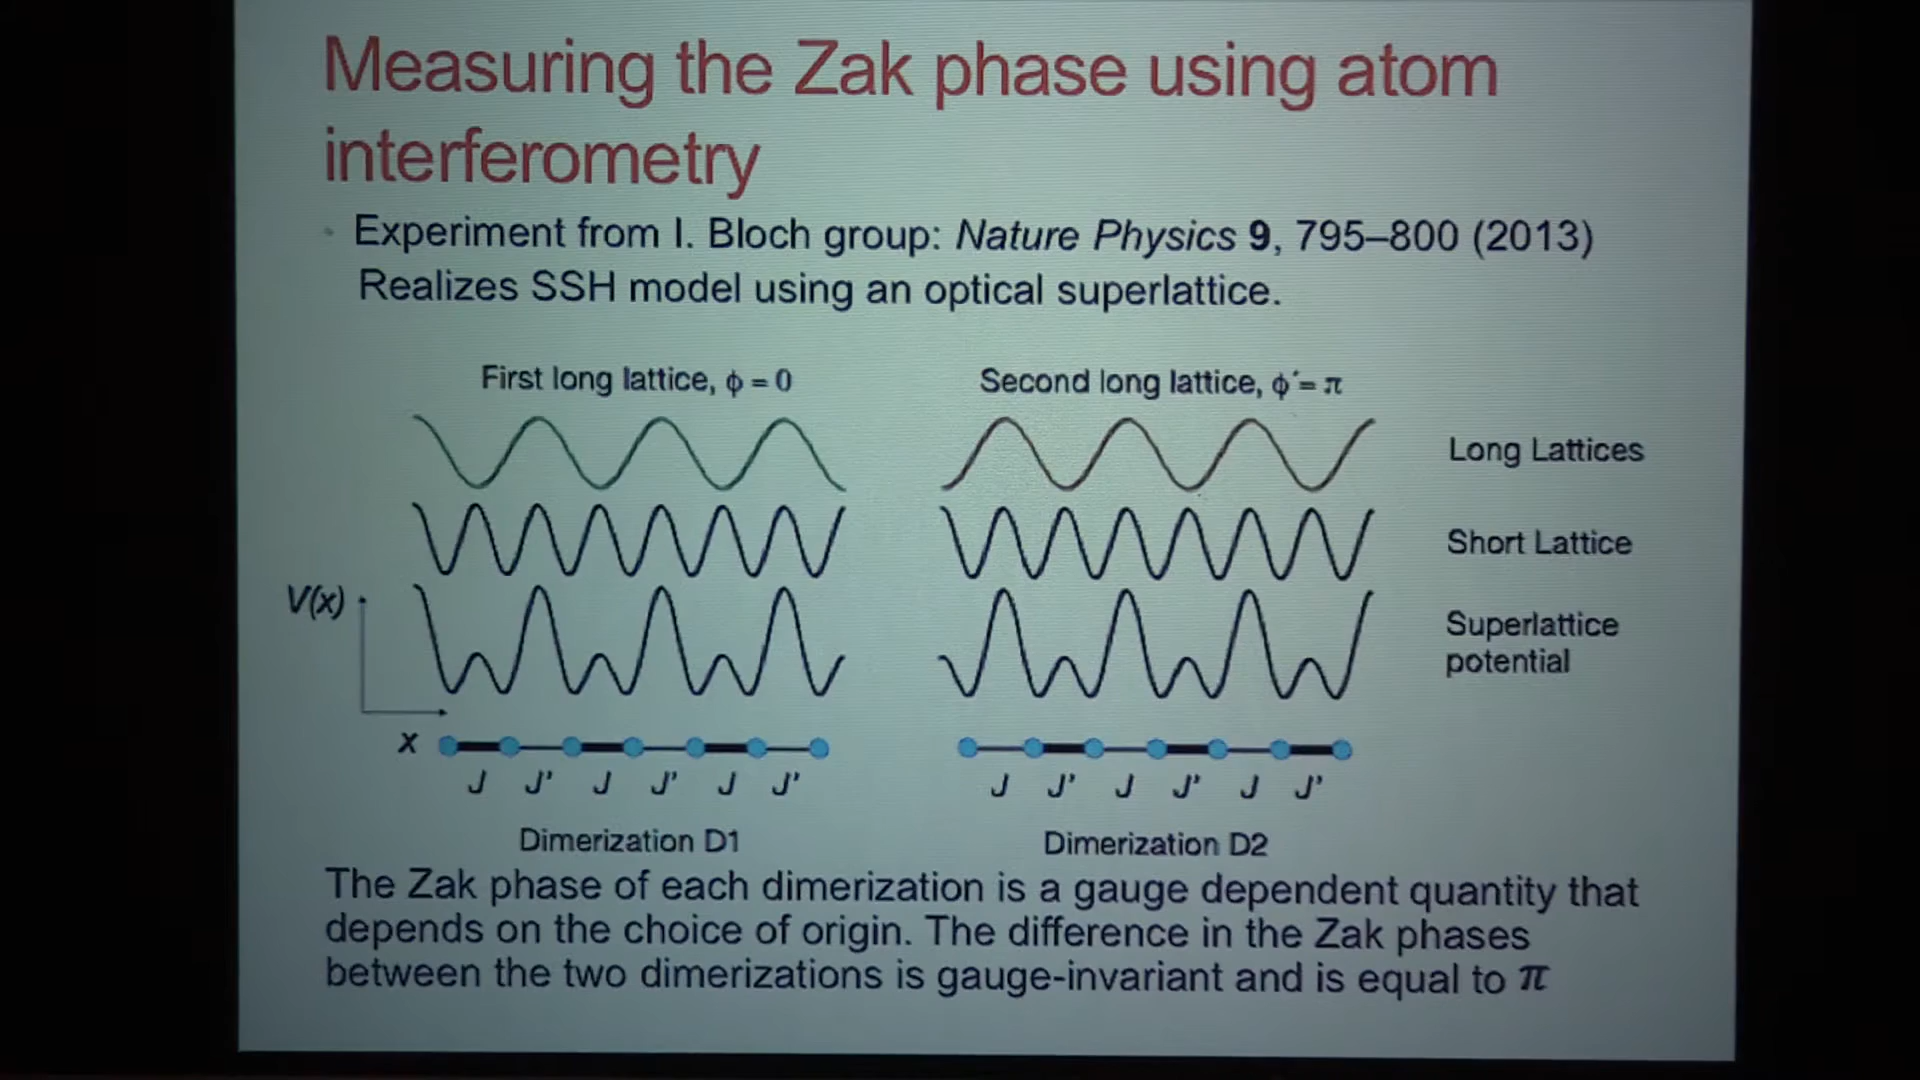 Measuring the Zak phase using atom
interferometry
• Experiment from I. Bloch group: Nature Physics 9, 795–800 (2013)
Realizes SSH model using an optical superlattice.
First long lattice, ϕ = 0
Second long lattice, ϕ´= π
Long Lattices
Short Lattice
V(x)
Superlattice
potential
x
J J' J J' J J'
J J' J J' J J'
Dimerization D1
Dimerization D2
The Zak phase of each dimerization is a gauge dependent quantity that
depends on the choice of origin. The difference in the Zak phases
between the two dimerizations is gauge-invariant and is equal to π